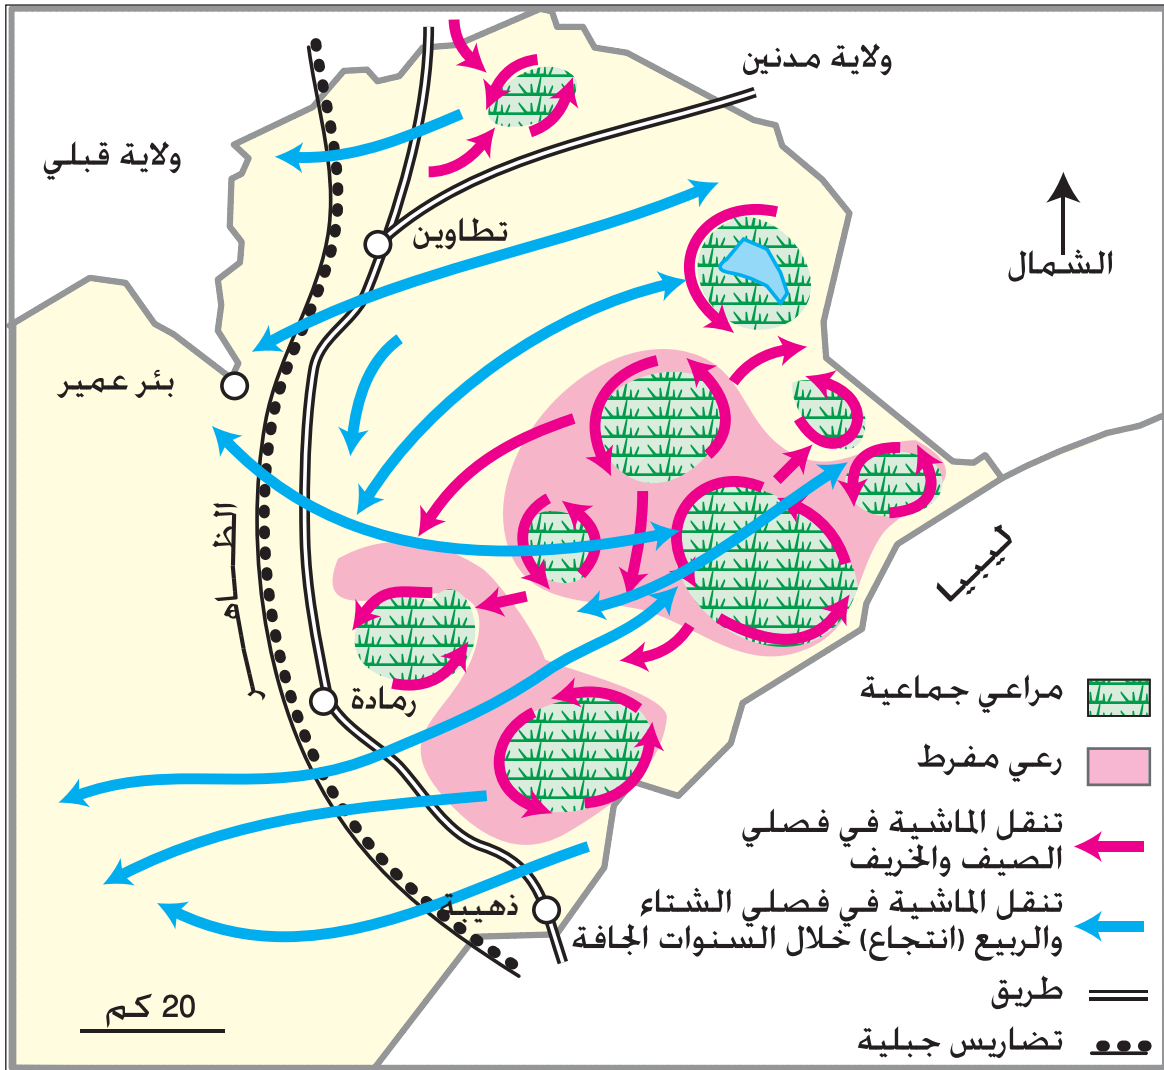 ولاية مدنين
ولاية قبلي
تطاوين
الشمال
بئر عمير
الظاهر
ليبيا
رمادة
مراعي جماعية
رعي مفرط
تنقل الماشية في فصلي
الصيف والخريف
تنقل الماشية في فصلي الشتاء
والربيع (انتجاع) خلال السنوات الجافة
ذهيبة
طريق
20 كم
تضاريس جبلية